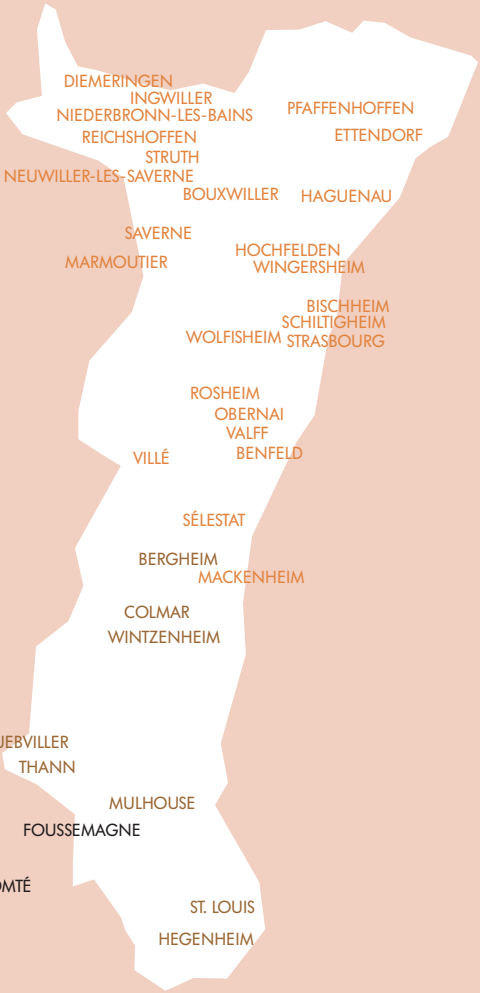 DIEMERINGEN
INGWILLER
PFAFFENHOFFEN
NIEDERBRONN-LES-BAINS
ETTENDORF
REICHSHOFFEN
STRUTH
NEUWILLER-LES-SAVERNE
BOUXWILLER
HAGUENAU
SAVERNE
HOCHFELDEN
MARMOUTIER
WINGERSHEIM
BISCHHEIM
SCHILTIGHEIM
WOLFISHEIM
STRASBOURG
ROSHEIM
OBERNAI
VALFF
BENFELD
VILLÉ
SÉLESTAT
BERGHEIM
MACKENHEIM
COLMAR
WINTZENHEIM
UEBVILLER
THANN
MULHOUSE
FOUSSEMAGNE
OMTÉ
ST. LOUIS
HEGENHEIM